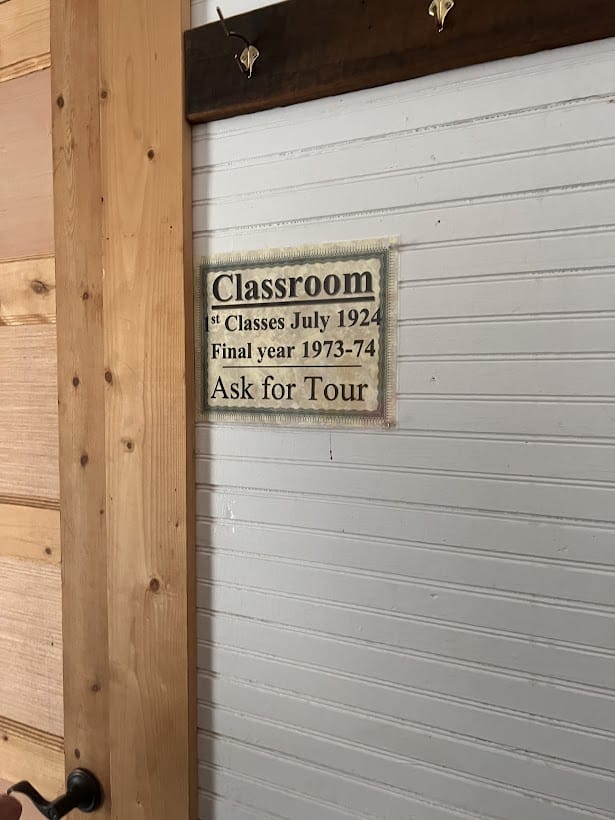 Classroom
1st Classes July 1924
Final year 1973-74
Ask for Tour